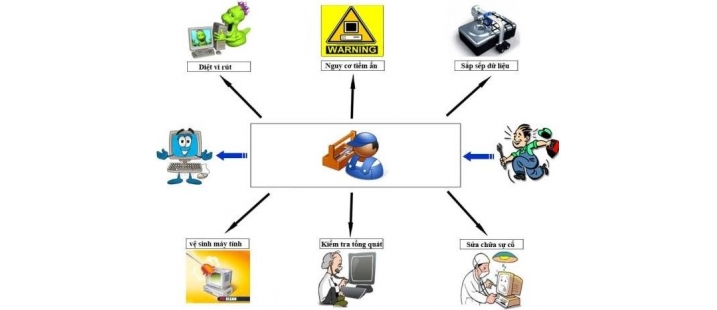 WARNING
Diệt vi rút
Nguy cơ tiềm ẩn
Sắp sếp dữ liệu
vệ sinh máy tính
Kiểm tra tổng quát
Sửa chữa sự cố